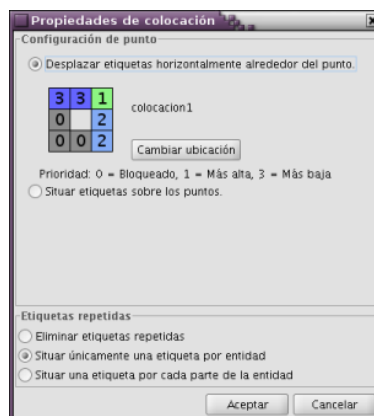 Propiedades de colocación
Configuración de punto
Desplazar etiquetas horizontalmente alrededor del punto.
3 3 1
0 2
0 0 2
colocacion1
Cambiar ubicación
Prioridad: 0 = Bloqueado, 1 = Más alta, 3 = Más baja
Situar etiquetas sobre los puntos.
Etiquetas repetidas
Eliminar etiquetas repetidas
Situar únicamente una etiqueta por entidad
Situar una etiqueta por cada parte de la entidad
Aceptar Cancelar